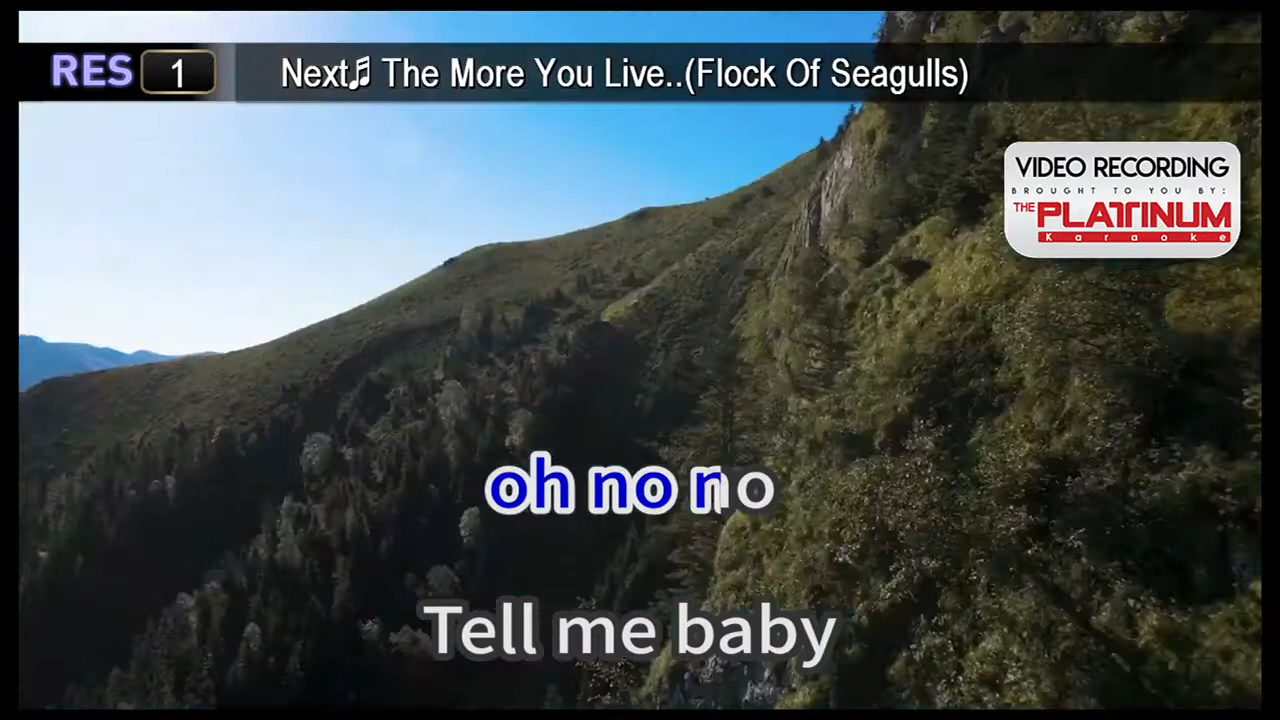 RES 1 Next♫ The More You Live..(Flock Of Seagulls)
VIDEO RECORDING
BROUGHT TO YOU BY:
THE PLATINUM
Karaoke
oh no no
Tell me baby